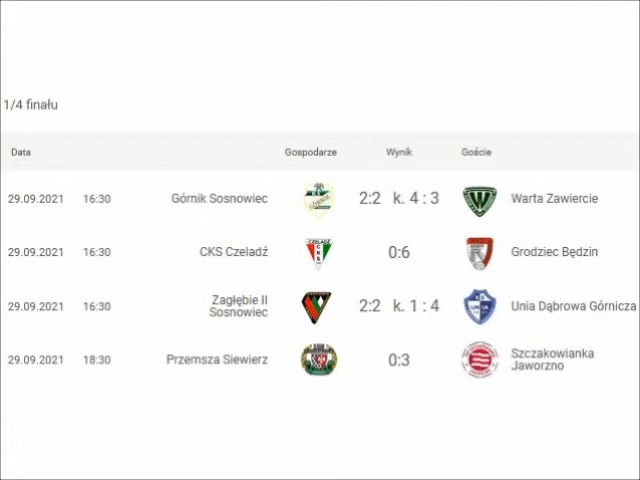 1/4 finału
Data Gospodarze Wynik Goście
29.09.2021 16:30 Górnik Sosnowiec GÓRNIK 2:2 k. 4 : 3 W Warta Zawiercie
29.09.2021 16:30 CKS Czeladź CZELADŹ CKS 0:6 Grodziec Będzin
29.09.2021 16:30 Zagłębie II
Sosnowiec 2:2 k. 1 : 4 Unia Dąbrowa Górnicza
29.09.2021 18:30 Przemsza Siewierz 0:3 Szczakowianka
Jaworzno